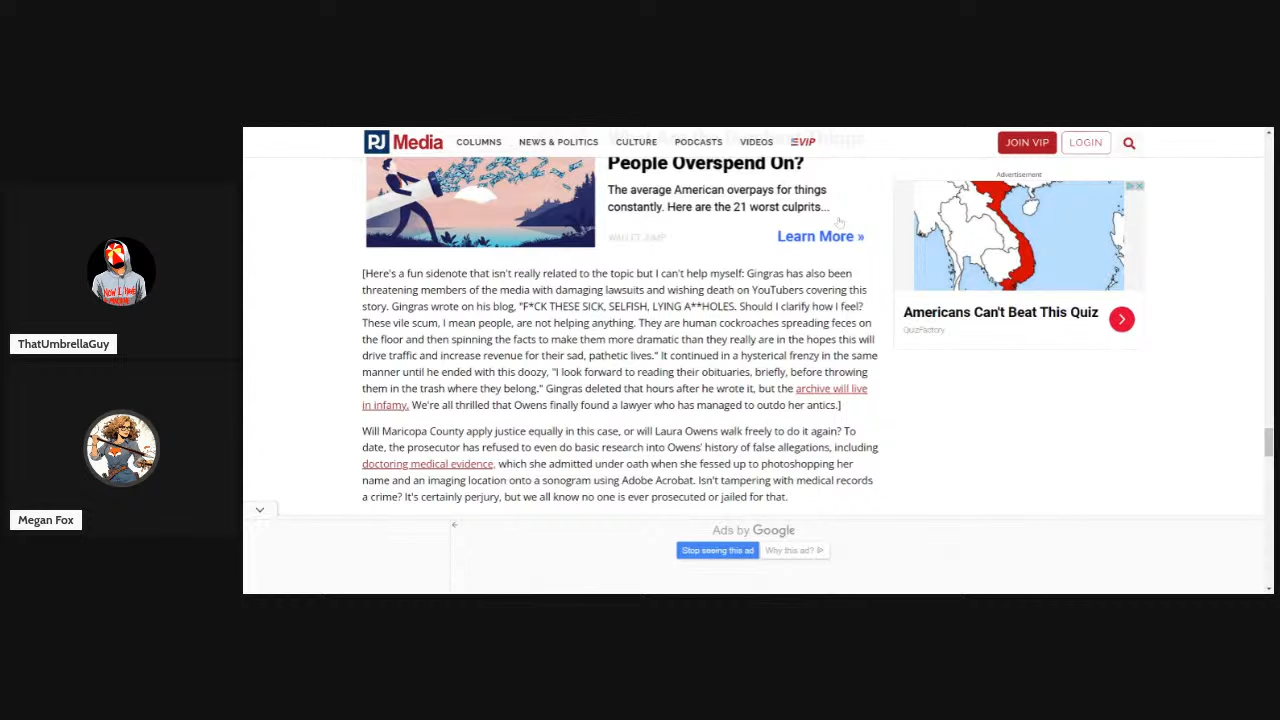 PJ Media COLUMNS NEWS & POLITICS CULTURE PODCASTS VIDEOS VIP JOIN VIP LOGIN
People Overspend On?
The average American overpays for things
constantly. Here are the 21 worst culprits...
WALLET JUMP
Learn More »
Advertisement
Americans Can't Beat This Quiz
QuizFactory
[Here's a fun sidenote that isn't really related to the topic but I can't help myself: Gingras has also been
threatening members of the media with damaging lawsuits and wishing death on YouTubers covering this
story. Gingras wrote on his blog, "F*CK THESE SICK, SELFISH, LYING A**HOLES. Should I clarify how I feel?
These vile scum, I mean people, are not helping anything. They are human cockroaches spreading feces on
the floor and then spinning the facts to make them more dramatic than they really are in the hopes this will
drive traffic and increase revenue for their sad, pathetic lives." It continued in a hysterical frenzy in the same
manner until he ended with this doozy, "I look forward to reading their obituaries, briefly, before throwing
them in the trash where they belong." Gingras deleted that hours after he wrote it, but the archive will live
in infamy. We're all thrilled that Owens finally found a lawyer who has managed to outdo her antics.]
Will Maricopa County apply justice equally in this case, or will Laura Owens walk freely to do it again? To
date, the prosecutor has refused to even do basic research into Owens' history of false allegations, including
doctoring medical evidence, which she admitted under oath when she fessed up to photoshopping her
name and an imaging location onto a sonogram using Adobe Acrobat. Isn't tampering with medical records
a crime? It's certainly perjury, but we all know no one is ever prosecuted or jailed for that.
Ads by Google
Stop seeing this ad
Why this ad?
ThatUmbrellaGuy
Megan Fox